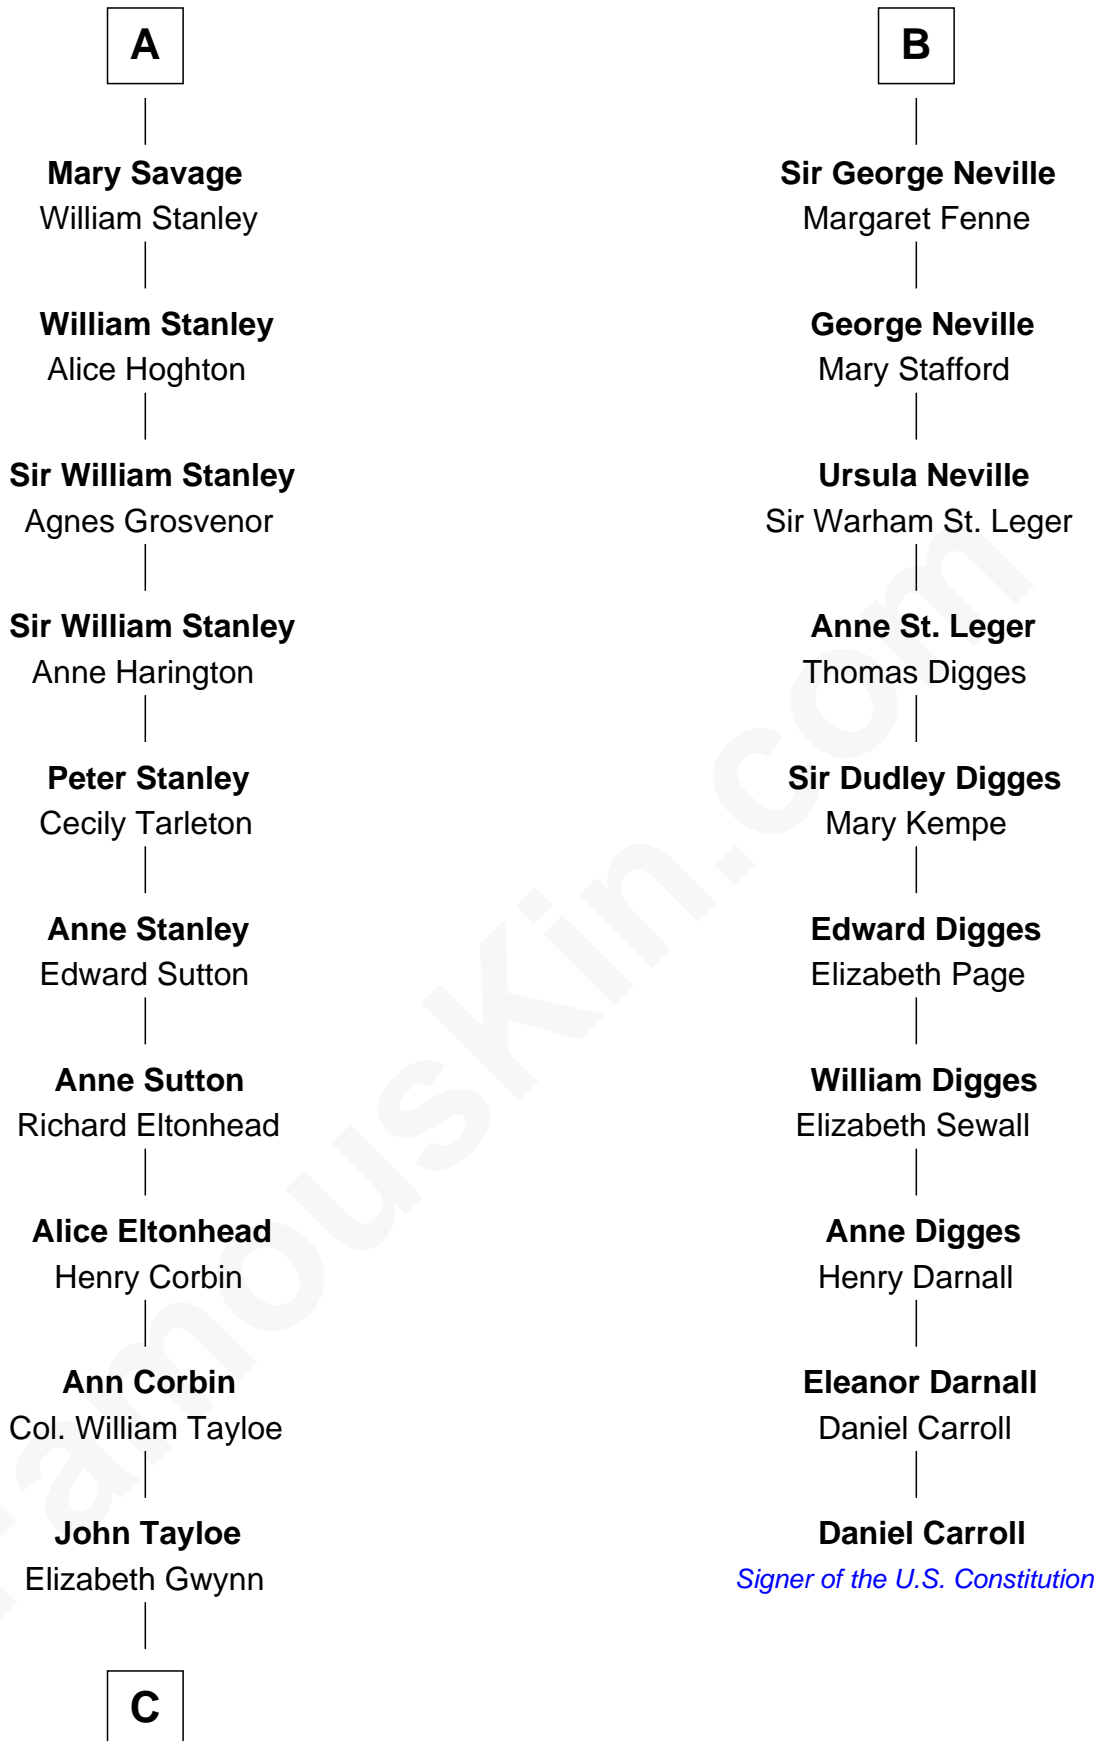 A
Mary Savage
William Stanley
William Stanley
Alice Hoghton
Sir William Stanley
Agnes Grosvenor
Sir William Stanley
Anne Harington
Peter Stanley
Cecily Tarleton
Anne Stanley
Edward Sutton
Anne Sutton
Richard Eltonhead
Alice Eltonhead
Henry Corbin
Ann Corbin
Col. William Tayloe
John Tayloe
Elizabeth Gwynn
C
B
Sir George Neville
Margaret Fenne
George Neville
Mary Stafford
Ursula Neville
Sir Warham St. Leger
Anne St. Leger
Thomas Digges
Sir Dudley Digges
Mary Kempe
Edward Digges
Elizabeth Page
William Digges
Elizabeth Sewall
Anne Digges
Henry Darnall
Eleanor Darnall
Daniel Carroll
Daniel Carroll
Signer of the U.S. Constitution
FamousKin.com